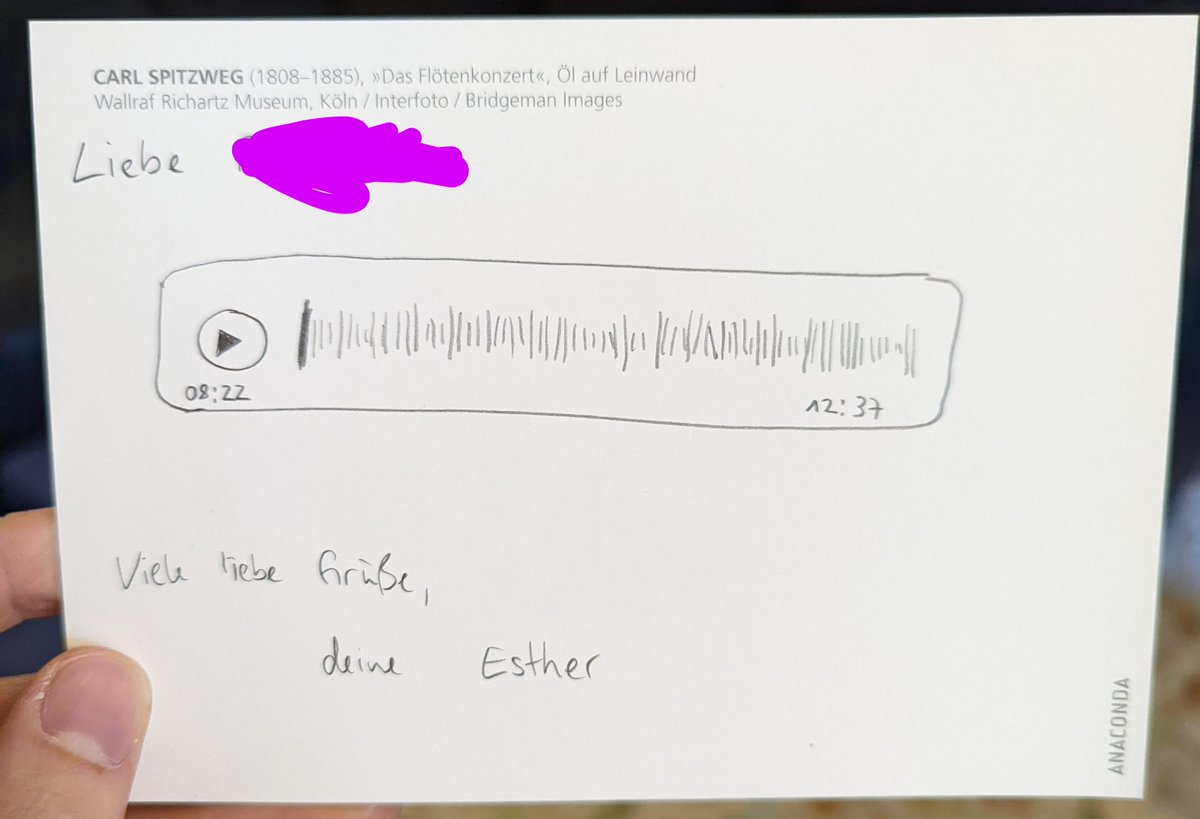 CARL SPITZWEG (1808–1885), »Das Flötenkonzert«, Öl auf Leinwand
Wallraf Richartz Museum, Köln / Interfoto / Bridgeman Images
Liebe
08:22
12:37
Viele liebe Grüße,
deine Esther
ANACONDA